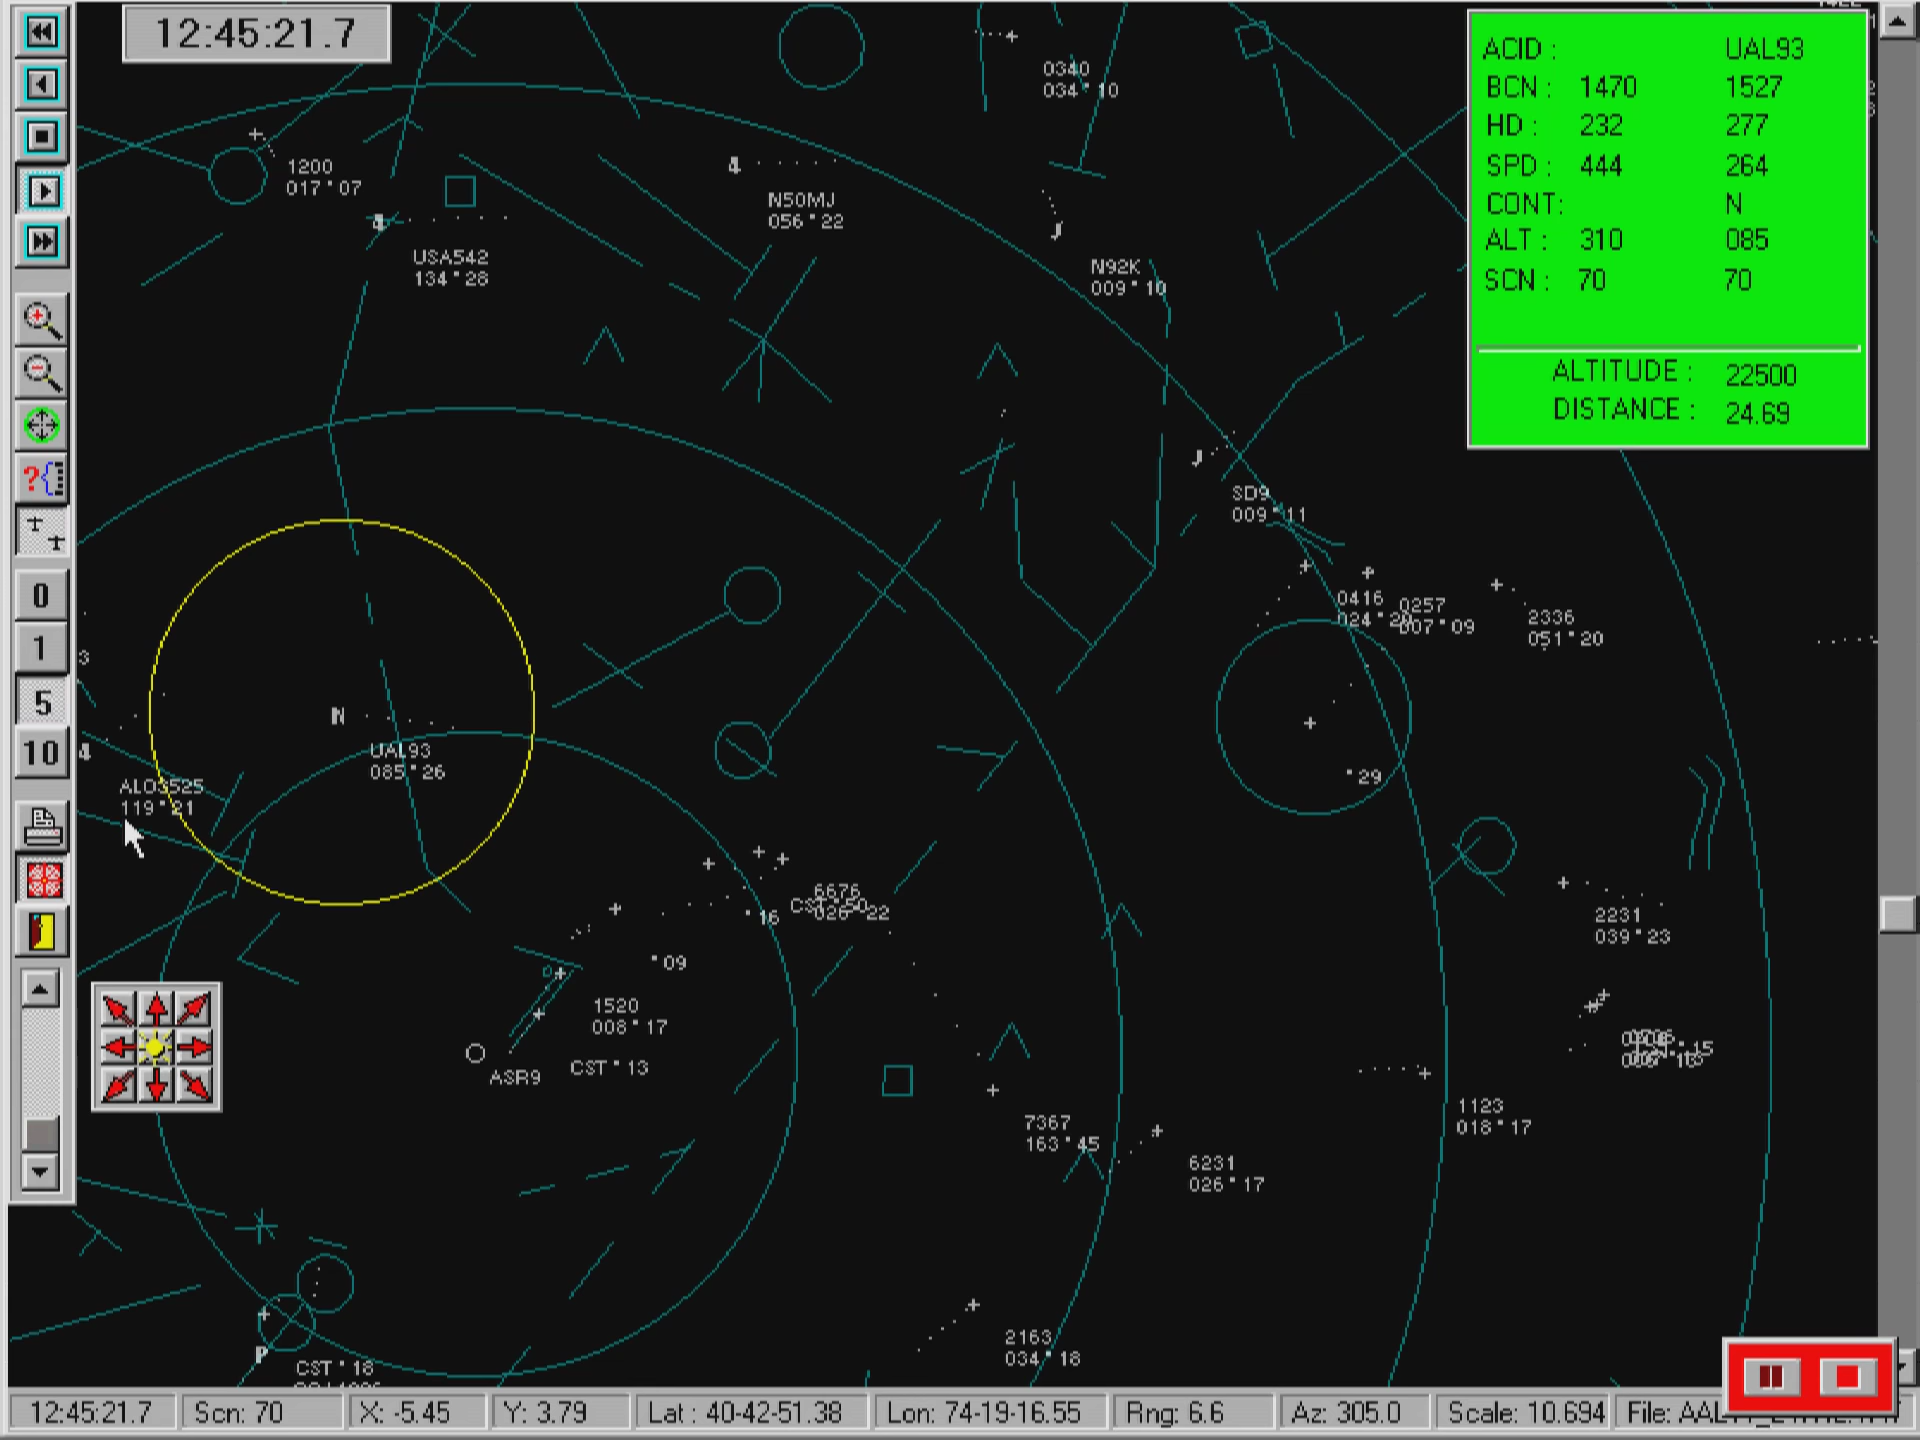 12:45:21.7
ACID : UAL93
BCN : 1470 1527
HD : 232 277
SPD : 444 264
CONT: N
ALT : 310 085
SCN : 70 70
ALTITUDE : 22500
DISTANCE : 24.69
0340
034 10
1200
017 07
4
N50MJ
056 22
USA542
134 28
J
N92K
009 10
J
SD9
009 11
?
0
1
5
10
0416
0257
007 09
2336
051 20
3
N
UAL93
085 26
4
ALO3525
119 21
29
6676
16
22
2231
039 23
09
1520
008 17
CST 13
ASR9
15
1123
018 17
7367
163 45
6231
026 17
P
CST 18
2163
034 18
12:45:21.7
Scn: 70
X: -5.45
Y: 3.79
Lat : 40-42-51.38
Lon: 74-19-16.55
Rng: 6.6
Az: 305.0
Scale: 10.694
File: